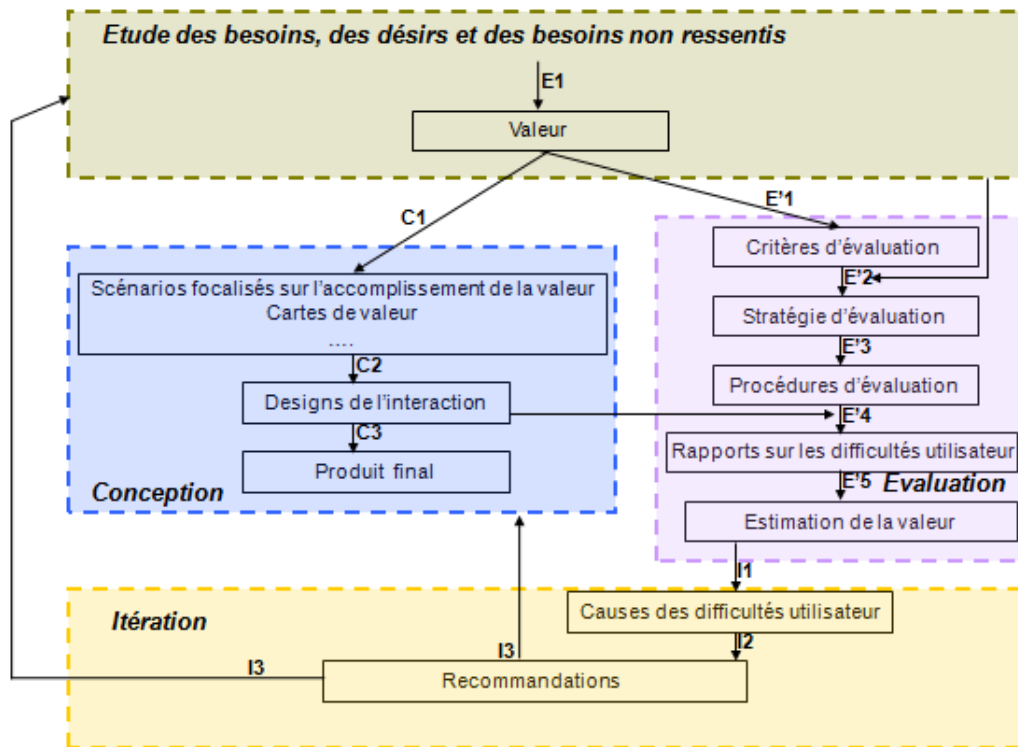 Etude des besoins, des désirs et des besoins non ressentis
E1
Valeur
C1
E'1
Critères d'évaluation
E'2
Scénarios focalisés sur l'accomplissement de la valeur
Cartes de valeur
....
Stratégie d'évaluation
E'3
C2
Procédures d'évaluation
Designs de l'interaction
E'4
C3
Rapports sur les difficultés utilisateur
Produit final
E'5
Evaluation
Conception
Estimation de la valeur
I1
Causes des difficultés utilisateur
Itération
I2
I3
I3
Recommandations